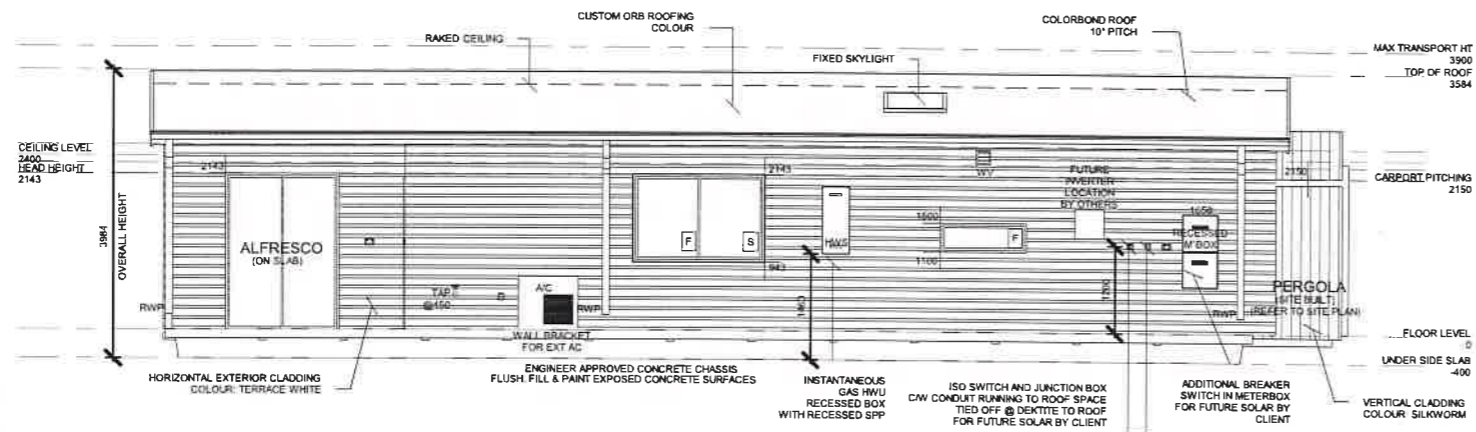 CUSTOM ORB ROOFING
COLOUR
COLORBOND ROOF
10° PITCH
RAKED CEILING
FIXED SKYLIGHT
MAX TRANSPORT HT
3900
TOP OF ROOF
3584
CEILING LEVEL
2400
HEAD HEIGHT
2143
2143
2143
WV
FUTURE
INVERTER
LOCATION
BY OTHERS
2150
CARPORT PITCHING
2150
3984
OVERALL HEIGHT
ALFRESCO
(ON SLAB)
F
S
HWS
1500
F
1100
1650
RECESSED
M'BOX
943
1200
TAP
@450
A/C
RWP
RWP
RWP
WALL BRACKET
FOR EXT AC
PERGOLA
(SITE BUILT)
(REFER TO SITE PLAN)
FLOOR LEVEL
0
UNDER SIDE SLAB
-400
HORIZONTAL EXTERIOR CLADDING
COLOUR: TERRACE WHITE
ENGINEER APPROVED CONCRETE CHASSIS
FLUSH, FILL & PAINT EXPOSED CONCRETE SURFACES
INSTANTANEOUS
GAS HWU
RECESSED BOX
WITH RECESSED SPP
ISO SWITCH AND JUNCTION BOX
C/W CONDUIT RUNNING TO ROOF SPACE
TIED OFF @ DEKTITE TO ROOF
FOR FUTURE SOLAR BY CLIENT
ADDITIONAL BREAKER
SWITCH IN METERBOX
FOR FUTURE SOLAR BY
CLIENT
VERTICAL CLADDING
COLOUR SILKWORM